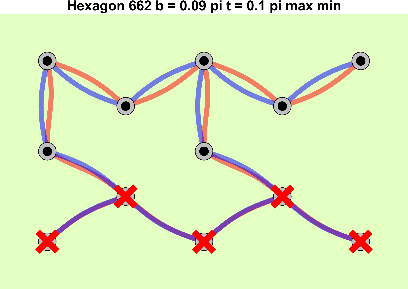 Hexagon 662 b = 0.09 pi t = 0.1 pi max min